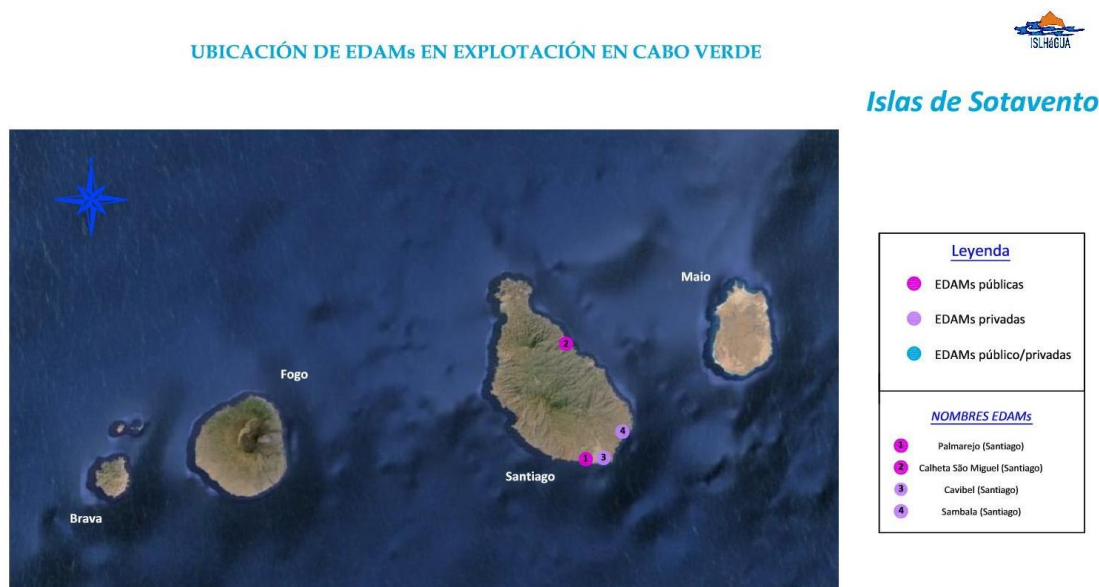 UBICACIÓN DE EDAMs EN EXPLOTACIÓN EN CABO VERDE
ISLHáGUA
Islas de Sotavento
Maio
Fogo
Santiago
Brava
2
4
1
3
Leyenda
EDAMs públicas
EDAMs privadas
EDAMs público/privadas
NOMBRES EDAMs
1 Palmarejo (Santiago)
2 Calheta São Miguel (Santiago)
3 Cavibel (Santiago)
4 Sambala (Santiago)